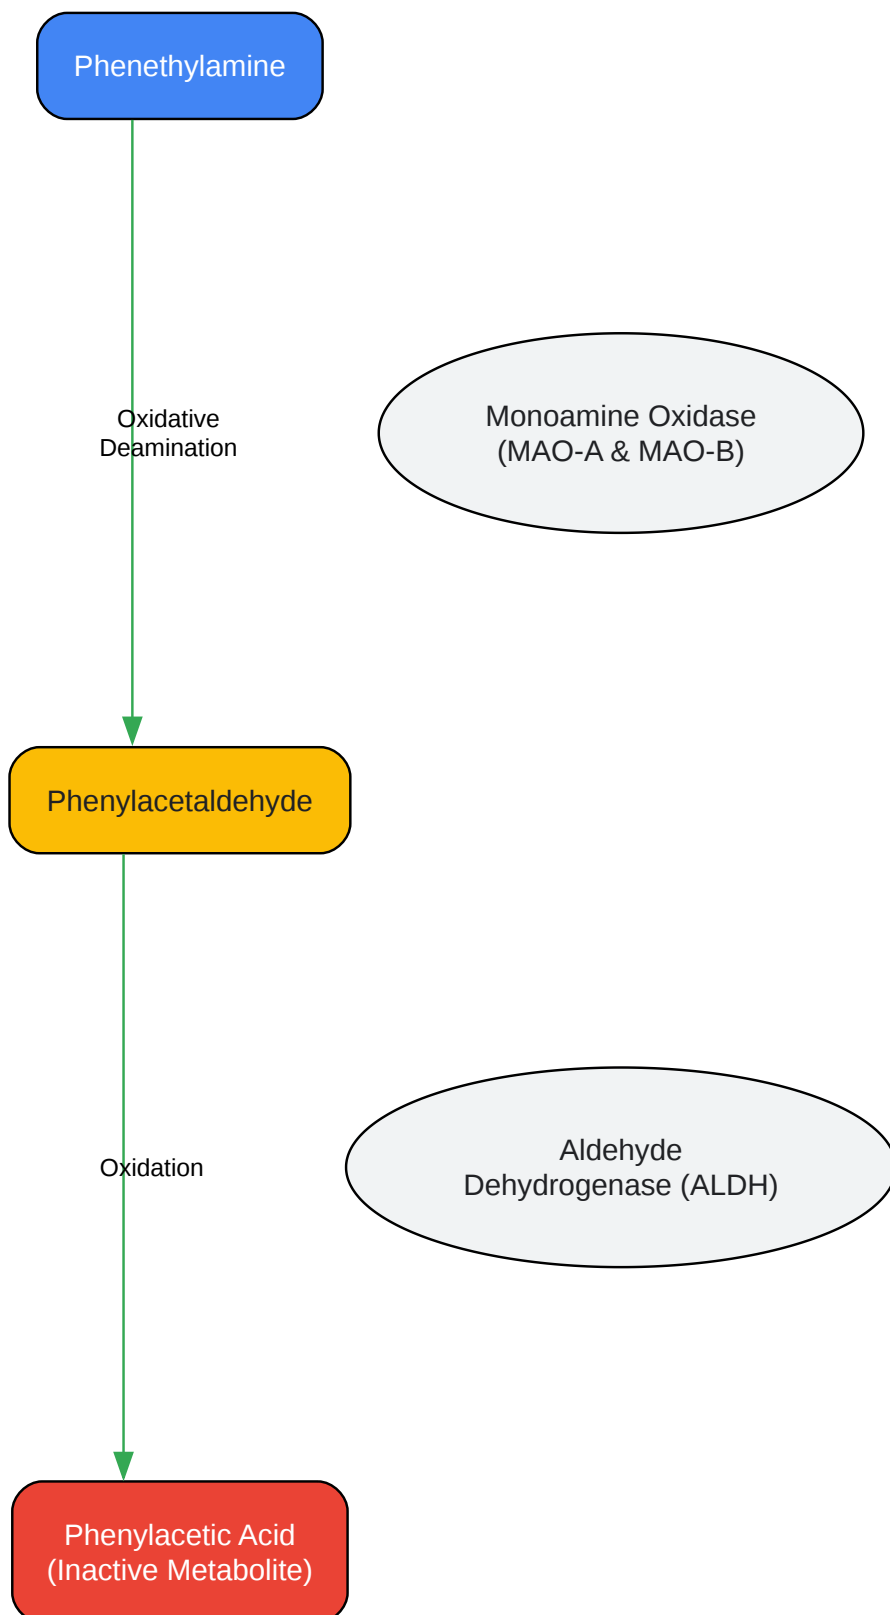 Phenethylamine
Oxidative
Deamination
Monoamine Oxidase
(MAO-A & MAO-B)
Phenylacetaldehyde
Oxidation
Aldehyde
Dehydrogenase (ALDH)
Phenylacetic Acid
(Inactive Metabolite)